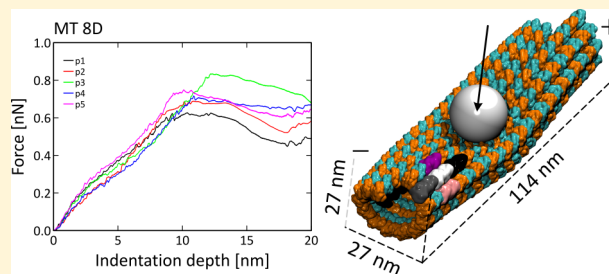 MT 8D
Force [nN]
1.0
0.8
0.6
0.4
0.2
0.0
p1
p2
p3
p4
p5
0
5
10
15
20
Indentation depth [nm]
+
−
27 nm
27 nm
114 nm